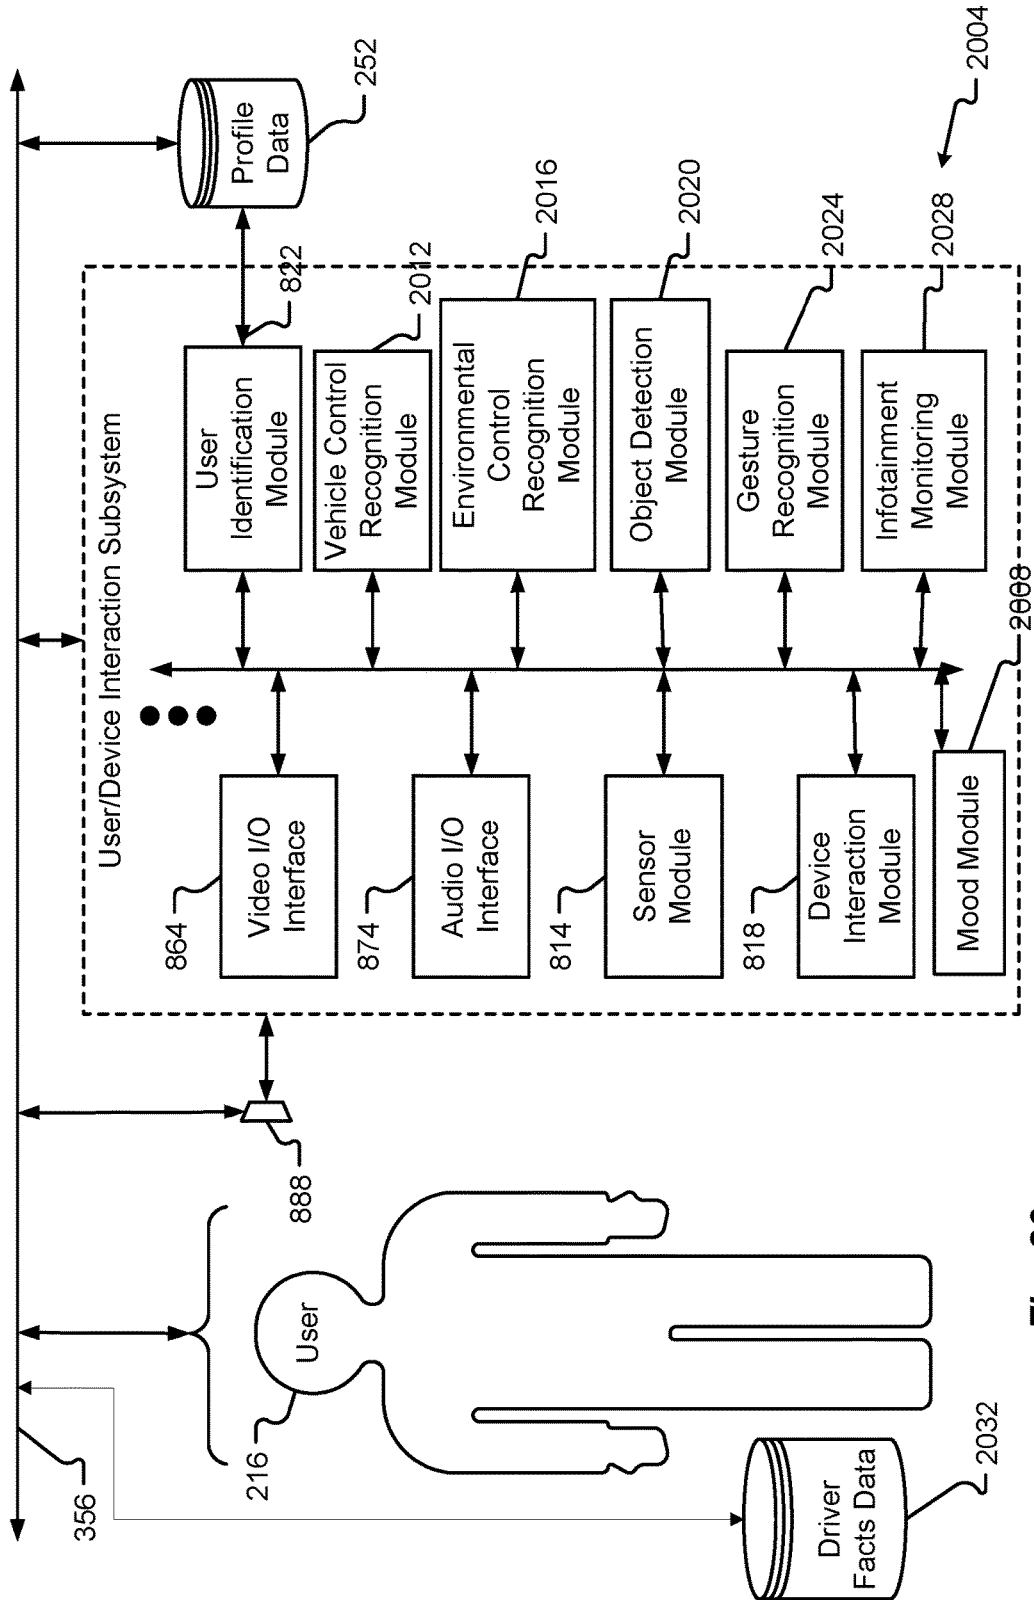 356
216
User
Driver
Facts Data
2032
888
User/Device Interaction Subsystem
864
Video I/O
Interface
874
Audio I/O
Interface
814
Sensor
Module
818
Device
Interaction
Module
Mood Module
2008
User
Identification
Module
822
Vehicle Control
Recognition
Module
2012
Environmental
Control
Recognition
Module
2016
Object Detection
Module
2020
Gesture
Recognition
Module
2024
Infotainment
Monitoring
Module
2028
Profile
Data
252
2004